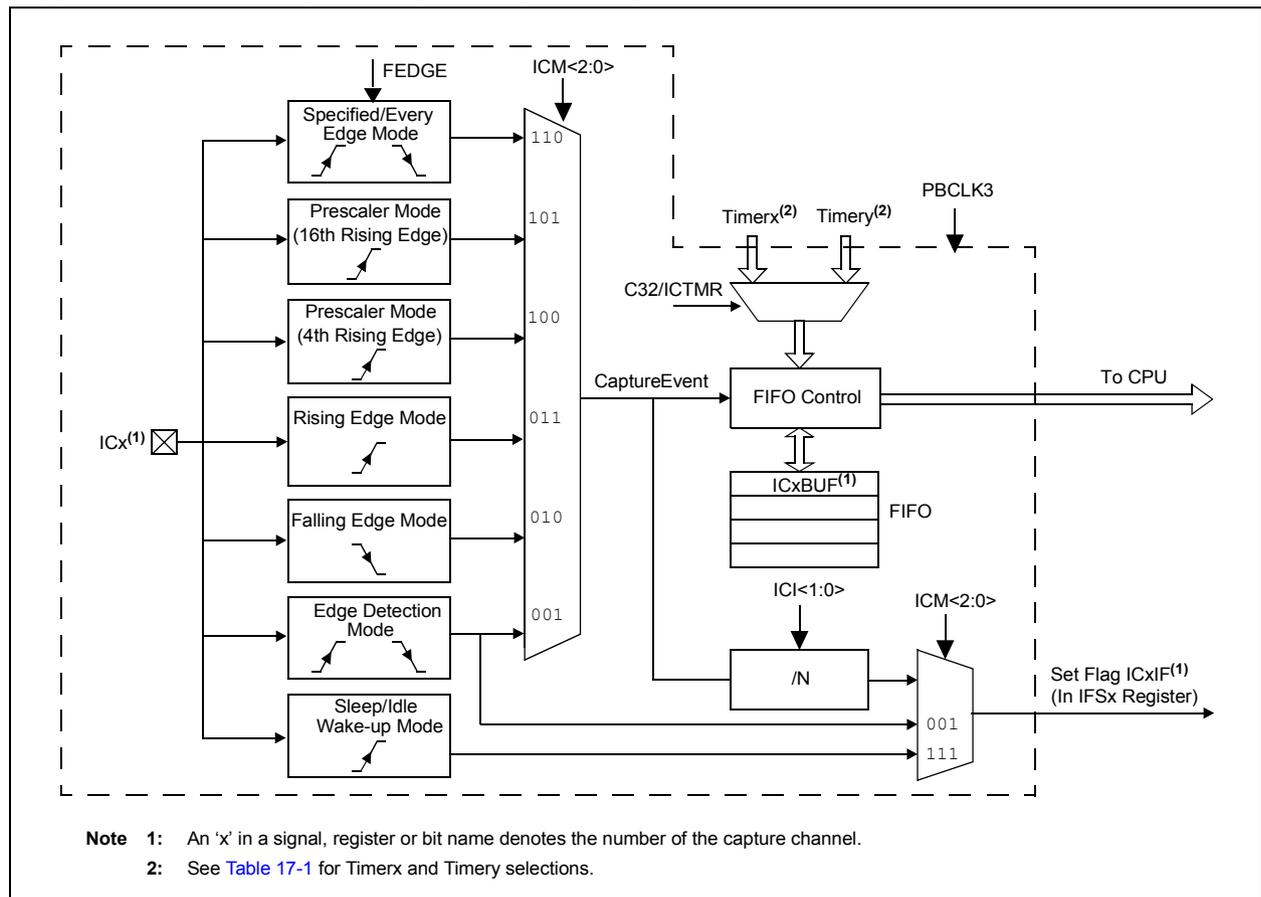 FEDGE
ICM<2:0>
Specified/Every
Edge Mode
110
PBCLK3
Prescaler Mode
(16th Rising Edge)
101
Timerx(2)
Timery(2)
C32/ICTMR
Prescaler Mode
(4th Rising Edge)
100
CaptureEvent
FIFO Control
To CPU
ICx(1)
Rising Edge Mode
011
ICxBUF(1)
FIFO
Falling Edge Mode
010
ICI<1:0>
ICM<2:0>
Edge Detection
Mode
001
/N
Set Flag ICxIF(1)
(In IFSx Register)
Sleep/Idle
Wake-up Mode
001
111
Note 1: An ‘x’ in a signal, register or bit name denotes the number of the capture channel.
2: See Table 17-1 for Timerx and Timery selections.